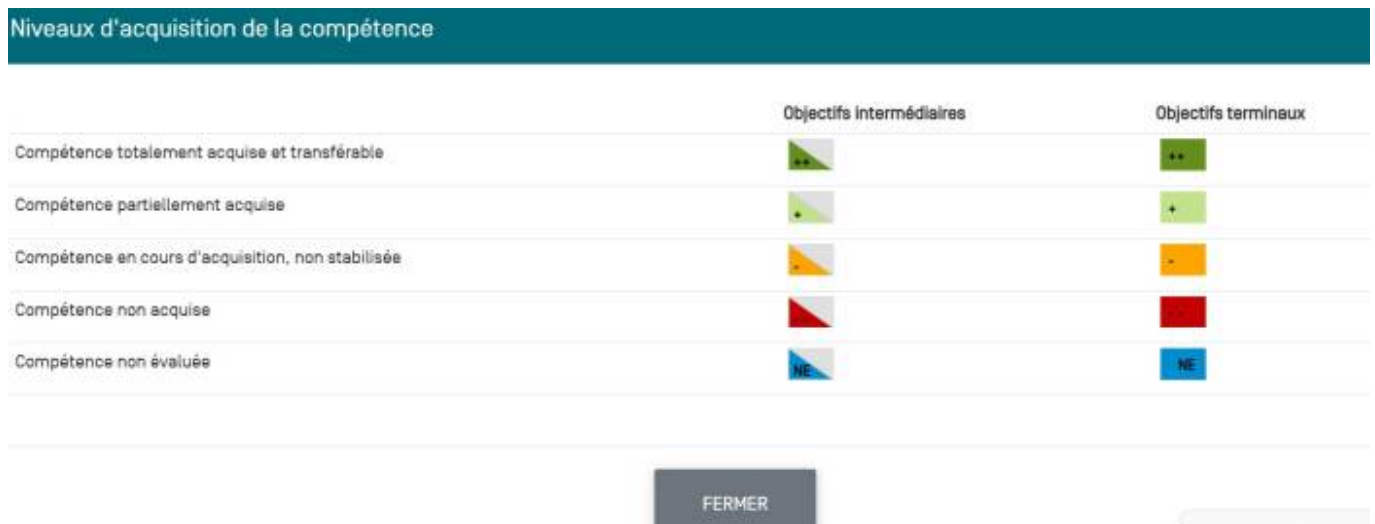 Niveaux d'acquisition de la compétence
Objectifs intermédiaires Objectifs terminaux
Compétence totalement acquise et transférable ++ ++
Compétence partiellement acquise + +
Compétence en cours d'acquisition, non stabilisée - -
Compétence non acquise -- --
Compétence non évaluée NE NE
FERMER